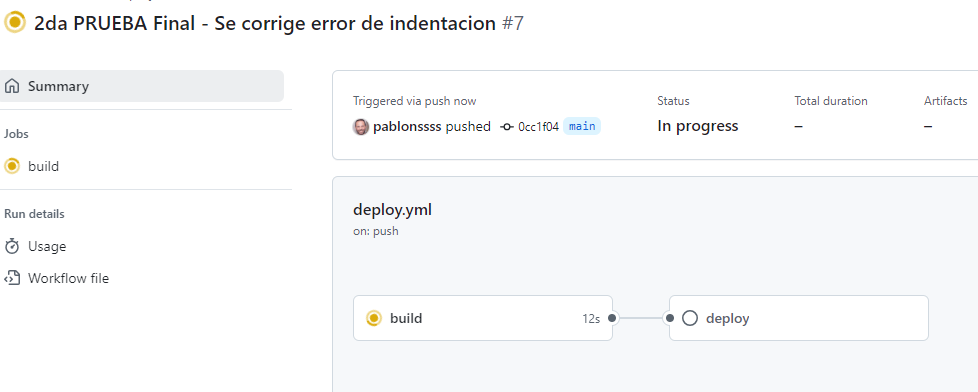 2da PRUEBA Final - Se corrige error de indentacion #7
Summary
Jobs
build
Run details
Usage
Workflow file
Triggered via push now
pablonssss pushed 0cc1f04 main
Status
In progress
Total duration
–
Artifacts
–
deploy.yml
on: push
build 12s
deploy